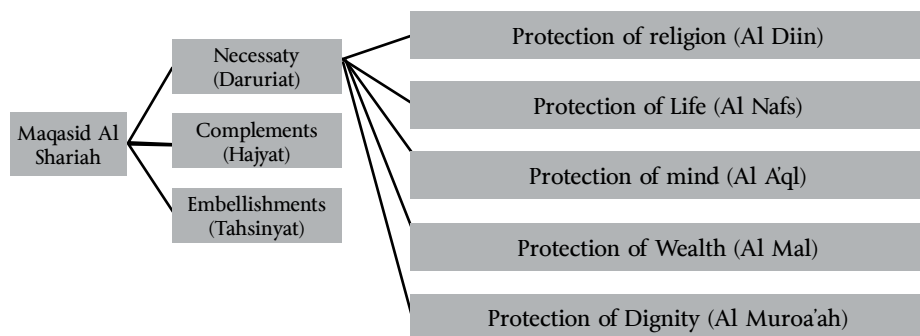 Maqasid Al
Shariah
Necessaty
(Daruriat)
Complements
(Hajyat)
Embellishments
(Tahsinyat)
Protection of religion (Al Diin)
Protection of Life (Al Nafs)
Protection of mind (Al A'ql)
Protection of Wealth (Al Mal)
Protection of Dignity (Al Muroa'ah)